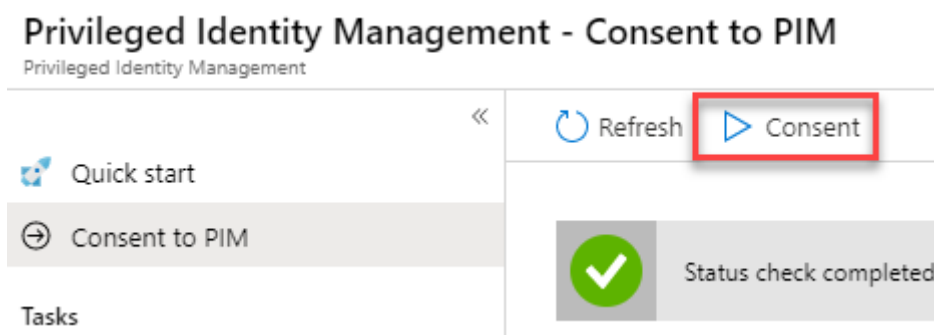 Privileged Identity Management - Consent to PIM
Privileged Identity Management
Refresh Consent
Quick start
Consent to PIM
Status check completed
Tasks